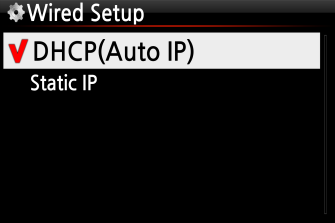 Wired Setup
DHCP(Auto IP)
Static IP